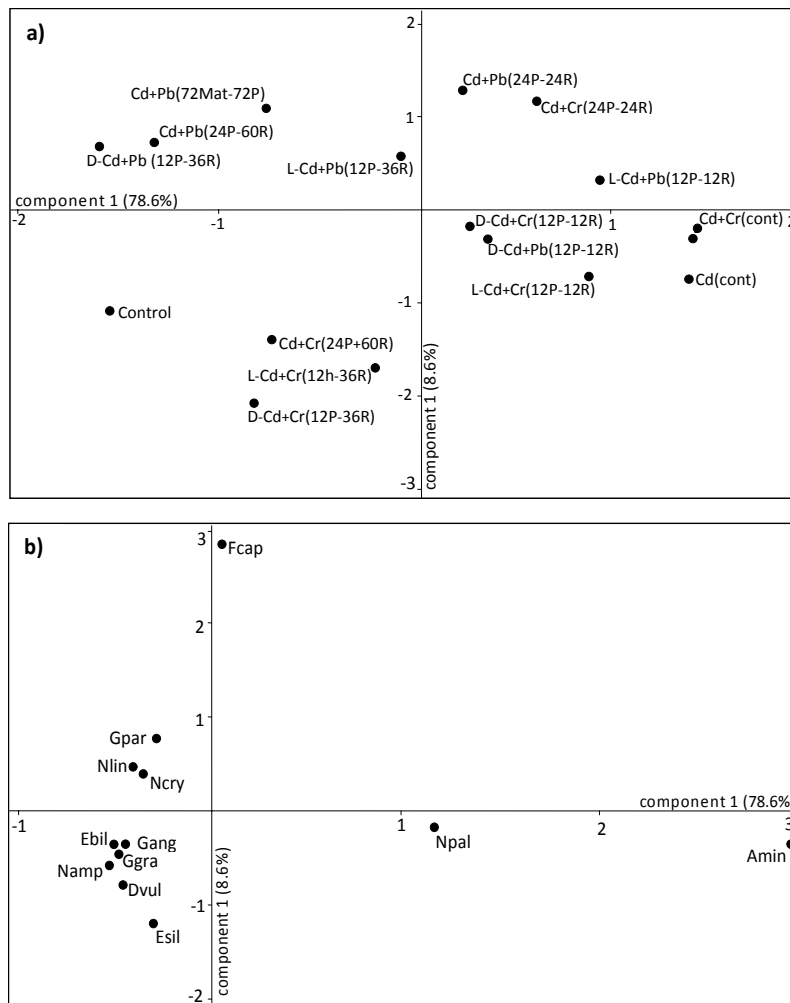 a)
2
Cd+Pb(24P-24R)
Cd+Pb(72Mat-72P)
Cd+Cr(24P-24R)
1
Cd+Pb(24P-60R)
D-Cd+Pb (12P-36R)
L-Cd+Pb(12P-36R)
L-Cd+Pb(12P-12R)
component 1 (78.6%)
-2
-1
1
2
D-Cd+Cr(12P-12R)
Cd+Cr(cont)
D-Cd+Pb(12P-12R)
L-Cd+Cr(12P-12R)
Cd(cont)
-1
Control
Cd+Cr(24P+60R)
L-Cd+Cr(12h-36R)
D-Cd+Cr(12P-36R)
-2
-3
component 1 (8.6%)
b)
3
Fcap
2
1
Gpar
Nlin
Ncry
component 1 (78.6%
-1
1
2
3
Npal
Amin
Ebil
Gang
Ggra
Namp
Dvul
-1
Esil
-2
component 1 (8.6%)